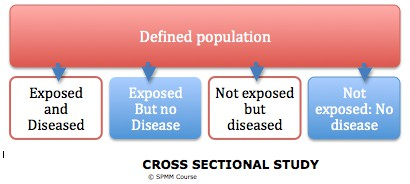 Defined population
Exposed
and
Diseased
Exposed
But no
Disease
Not exposed
but
diseased
Not
exposed: No
disease
CROSS SECTIONAL STUDY
© SPMM Course